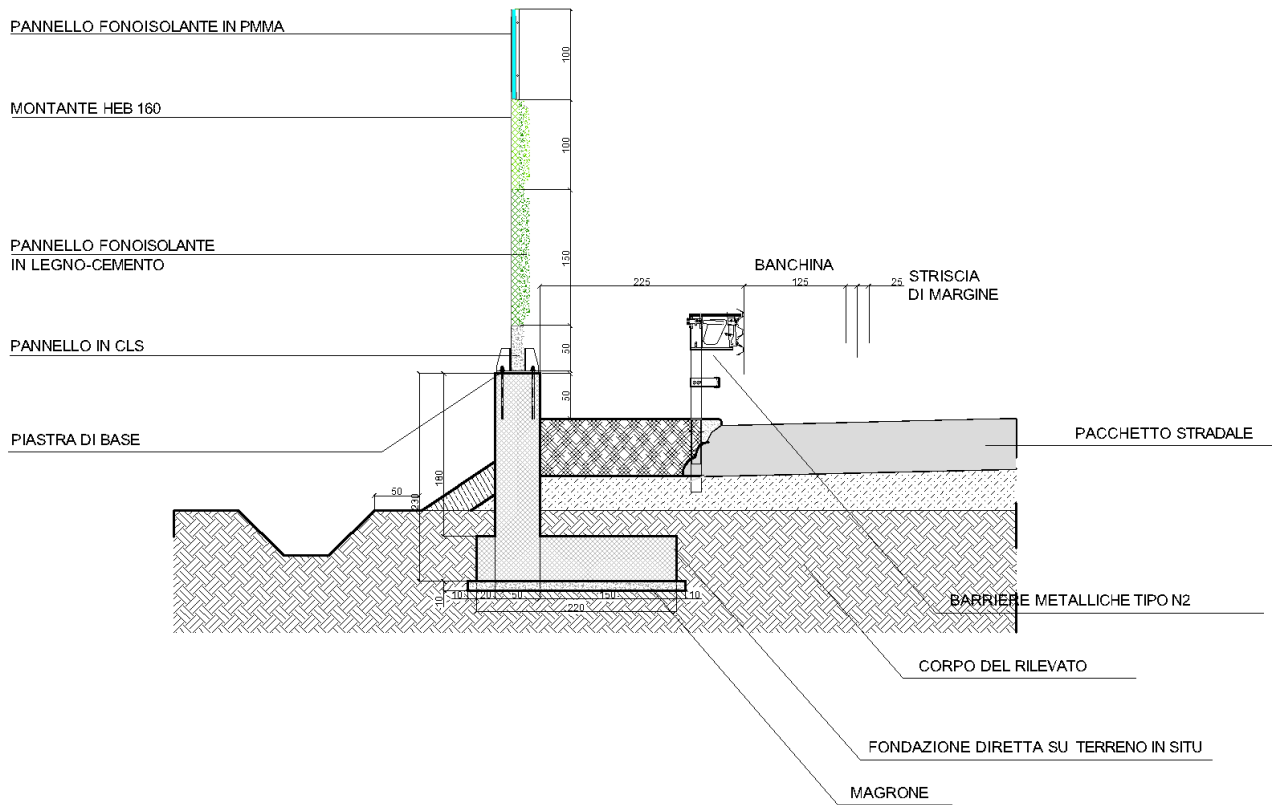 PANNELLO FONOISOLANTE IN PMMA
100
MONTANTE HEB 160
100
PANNELLO FONOISOLANTE
IN LEGNO-CEMENTO
150
BANCHINA
225
125
25
STRISCIA
DI MARGINE
PANNELLO IN CLS
50
50
PIASTRA DI BASE
PACCHETTO STRADALE
180
230
50
10
10
20
50
150
10
220
BARRIERE METALLICHE TIPO N2
CORPO DEL RILEVATO
FONDAZIONE DIRETTA SU TERRENO IN SITU
MAGRONE